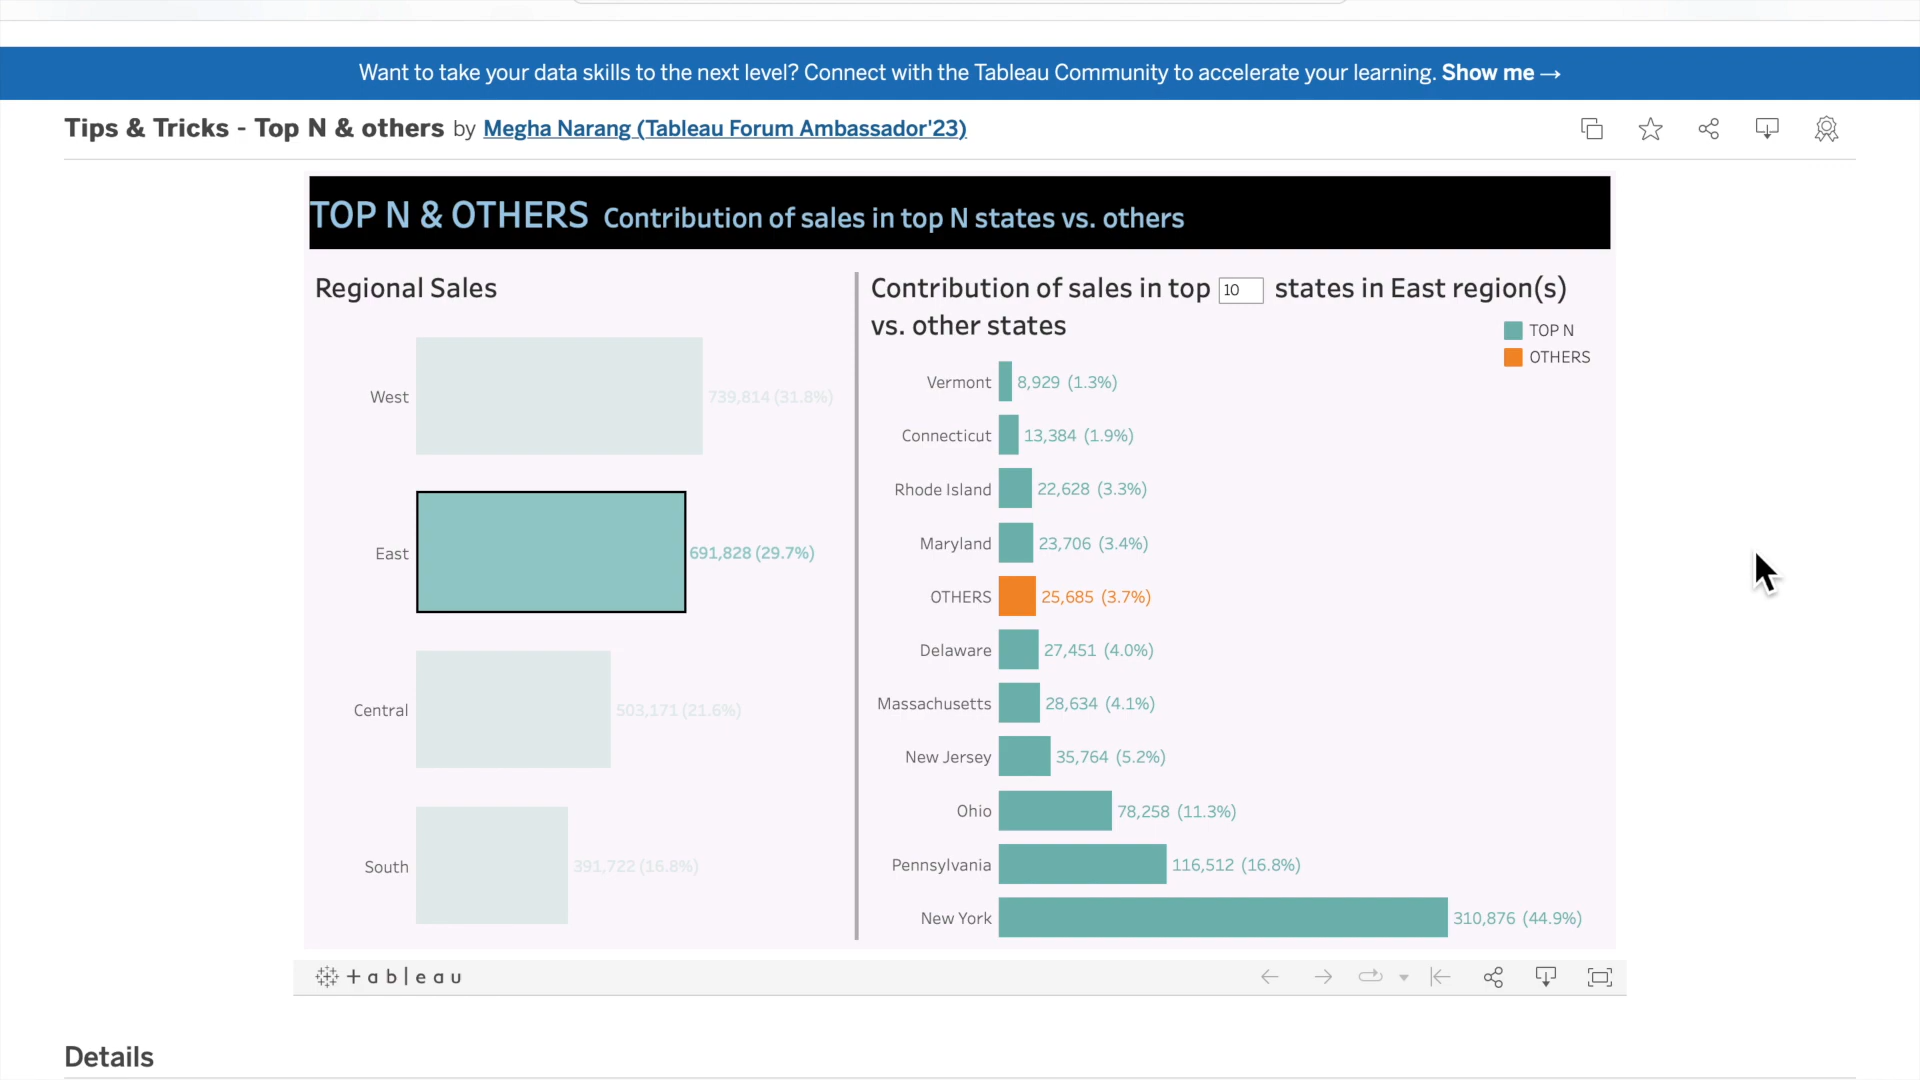 Want to take your data skills to the next level? Connect with the Tableau Community to accelerate your learning. Show me →
Tips & Tricks - Top N & others by Megha Narang (Tableau Forum Ambassador'23)
TOP N & OTHERS Contribution of sales in top N states vs. others
Regional Sales
West 739,814 (31.8%)
East 691,828 (29.7%)
Central 503,171 (21.6%)
South 391,722 (16.8%)
Contribution of sales in top 10 states in East region(s)
vs. other states
TOP N
OTHERS
Vermont 8,929 (1.3%)
Connecticut 13,384 (1.9%)
Rhode Island 22,628 (3.3%)
Maryland 23,706 (3.4%)
OTHERS 25,685 (3.7%)
Delaware 27,451 (4.0%)
Massachusetts 28,634 (4.1%)
New Jersey 35,764 (5.2%)
Ohio 78,258 (11.3%)
Pennsylvania 116,512 (16.8%)
New York 310,876 (44.9%)
+ableau
Details